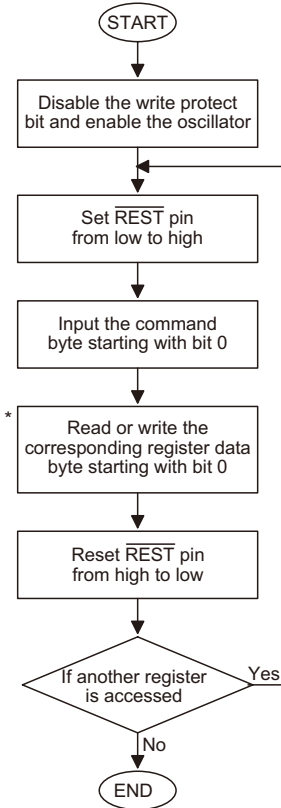 START
Disable the write protect
bit and enable the oscillator
Set REST pin
from low to high
Input the command
byte starting with bit 0
*
Read or write the
corresponding register data
byte starting with bit 0
Reset REST pin
from high to low
If another register
is accessed
Yes
No
END